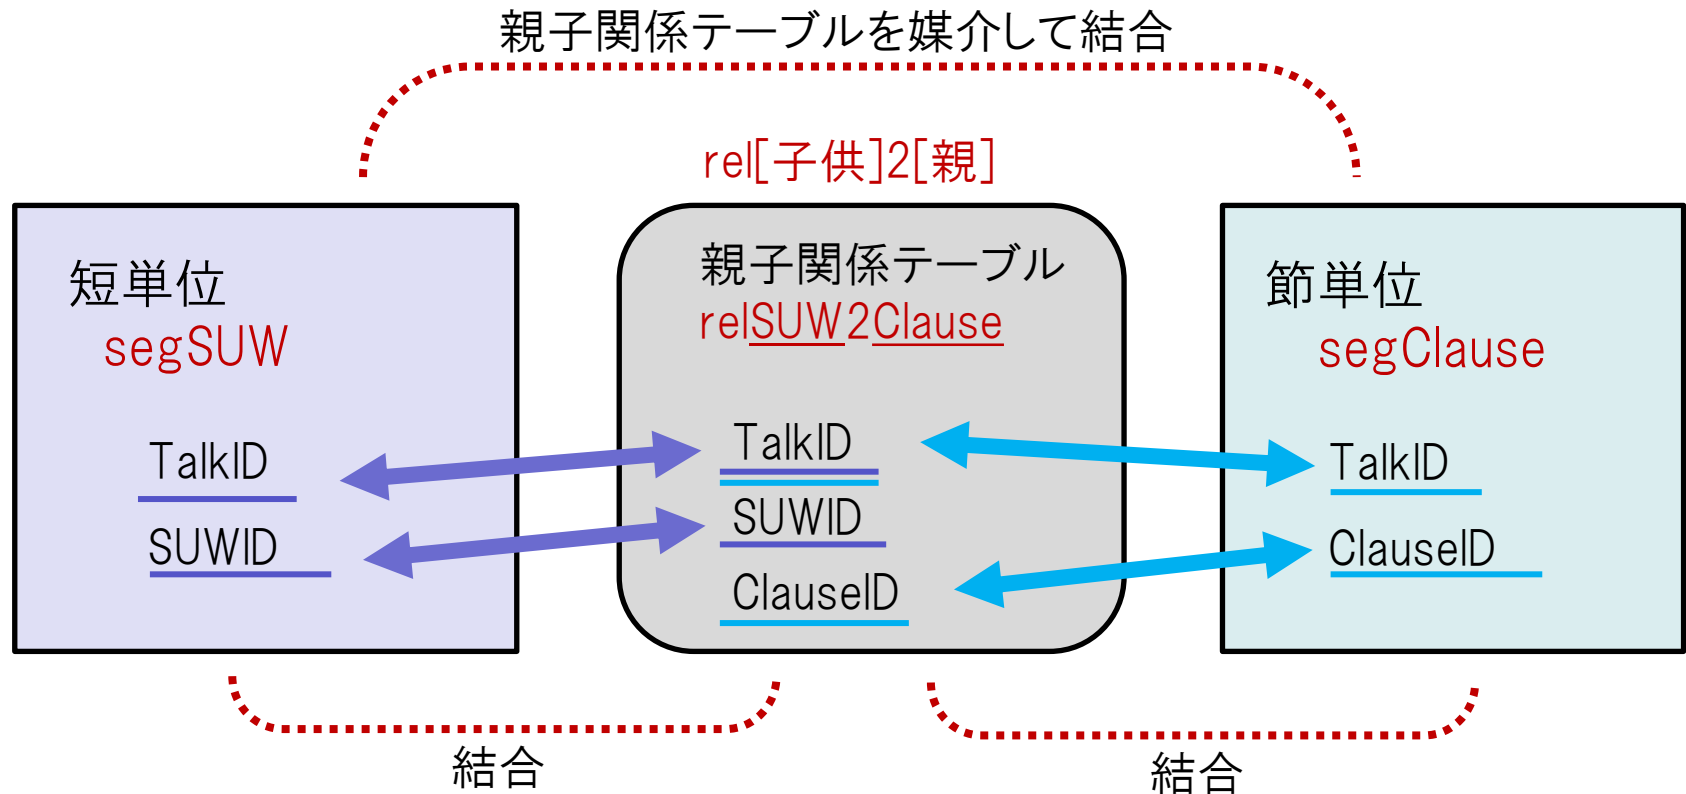 親子関係テーブルを媒介して結合
rel[子供]2[親]
短単位
segSUW
TalkID
SUWID
親子関係テーブル
relSUW2Clause
TalkID
SUWID
ClauseID
節単位
segClause
TalkID
ClauseID
結合
結合